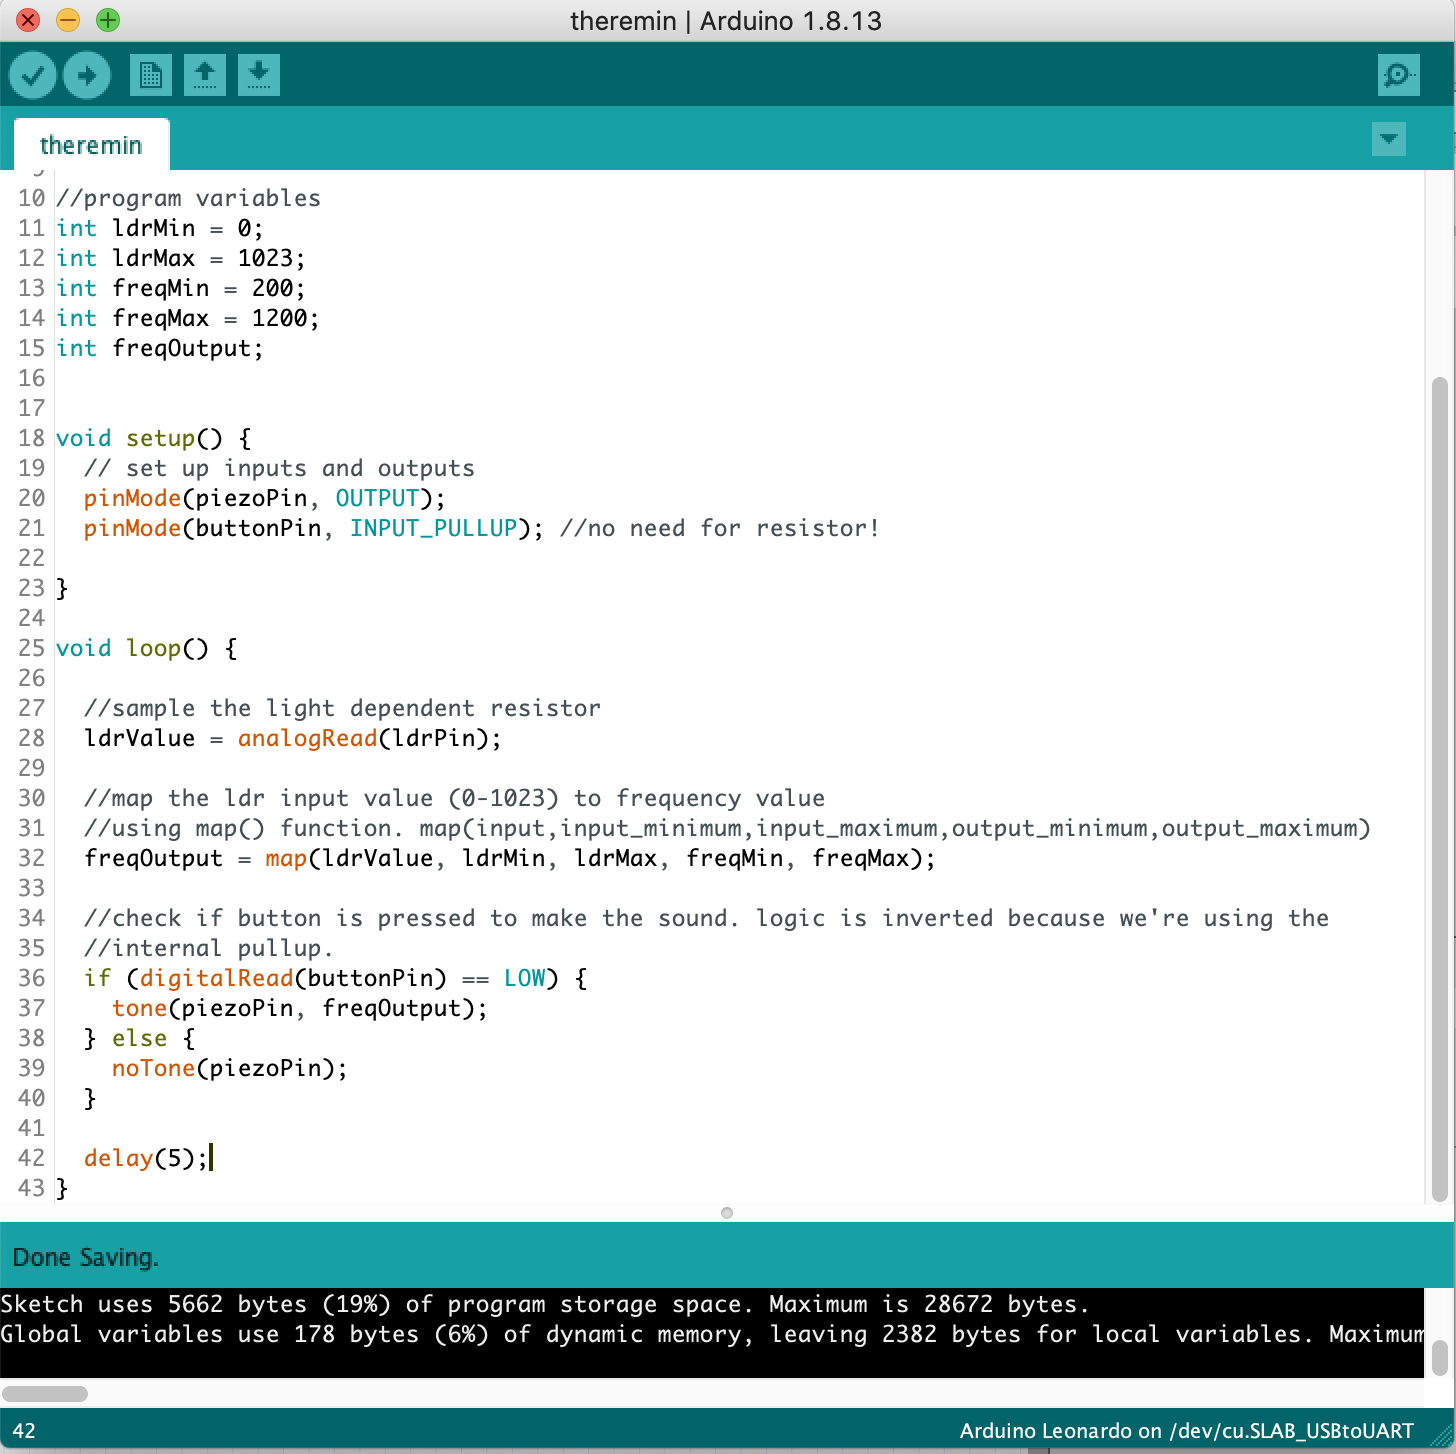 theremin | Arduino 1.8.13
theremin
10 //program variables
11 int ldrMin = 0;
12 int ldrMax = 1023;
13 int freqMin = 200;
14 int freqMax = 1200;
15 int freqOutput;
16
17
18 void setup() {
19   // set up inputs and outputs
20   pinMode(piezoPin, OUTPUT);
21   pinMode(buttonPin, INPUT_PULLUP); //no need for resistor!
22
23 }
24
25 void loop() {
26
27   //sample the light dependent resistor
28   ldrValue = analogRead(ldrPin);
29
30   //map the ldr input value (0-1023) to frequency value
31   //using map() function. map(input,input_minimum,input_maximum,output_minimum,output_maximum)
32   freqOutput = map(ldrValue, ldrMin, ldrMax, freqMin, freqMax);
33
34   //check if button is pressed to make the sound. logic is inverted because we're using the
35   //internal pullup.
36   if (digitalRead(buttonPin) == LOW) {
37     tone(piezoPin, freqOutput);
38   } else {
39     noTone(piezoPin);
40   }
41
42   delay(5);
43 }
Done Saving.
Sketch uses 5662 bytes (19%) of program storage space. Maximum is 28672 bytes.
Global variables use 178 bytes (6%) of dynamic memory, leaving 2382 bytes for local variables. Maximum
42
Arduino Leonardo on /dev/cu.SLAB_USBtoUART